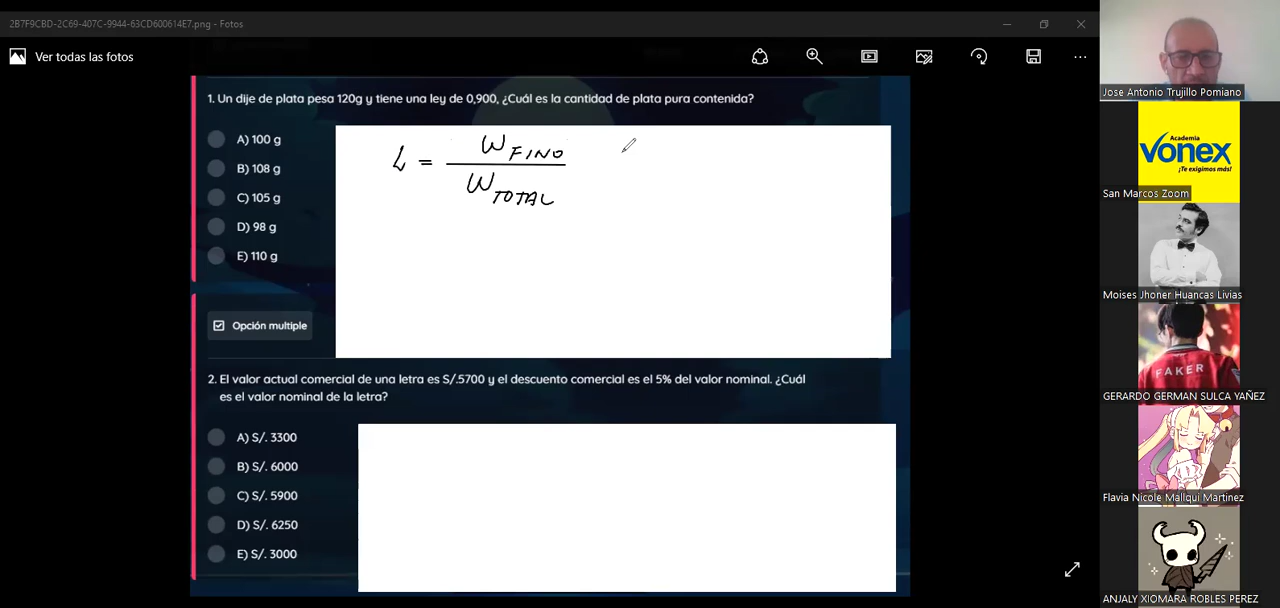 2B7F9CBD-2C69-407C-9944-63CD600614E7.png - Fotos
Ver todas las fotos
1. Un dije de plata pesa 120g y tiene una ley de 0,900, ¿Cuál es la cantidad de plata pura contenida?
A) 100 g
B) 108 g
C) 105 g
D) 98 g
E) 110 g
L = W FINO
W TOTAL
Opción multiple
2. El valor actual comercial de una letra es S/.5700 y el descuento comercial es el 5% del valor nominal. ¿Cuál
es el valor nominal de la letra?
A) S/. 3300
B) S/. 6000
C) S/. 5900
D) S/. 6250
E) S/. 3000
Jose Antonio Trujillo Pomiano
Academia
VONEX
¡Te exigimos más!
San Marcos Zoom
Moises Jhoner Huancas Livias
FAKER
GERARDO GERMAN SULCA YAÑEZ
Flavia Nicole Mallqui Martinez
ANJALY XIOMARA ROBLES PEREZ